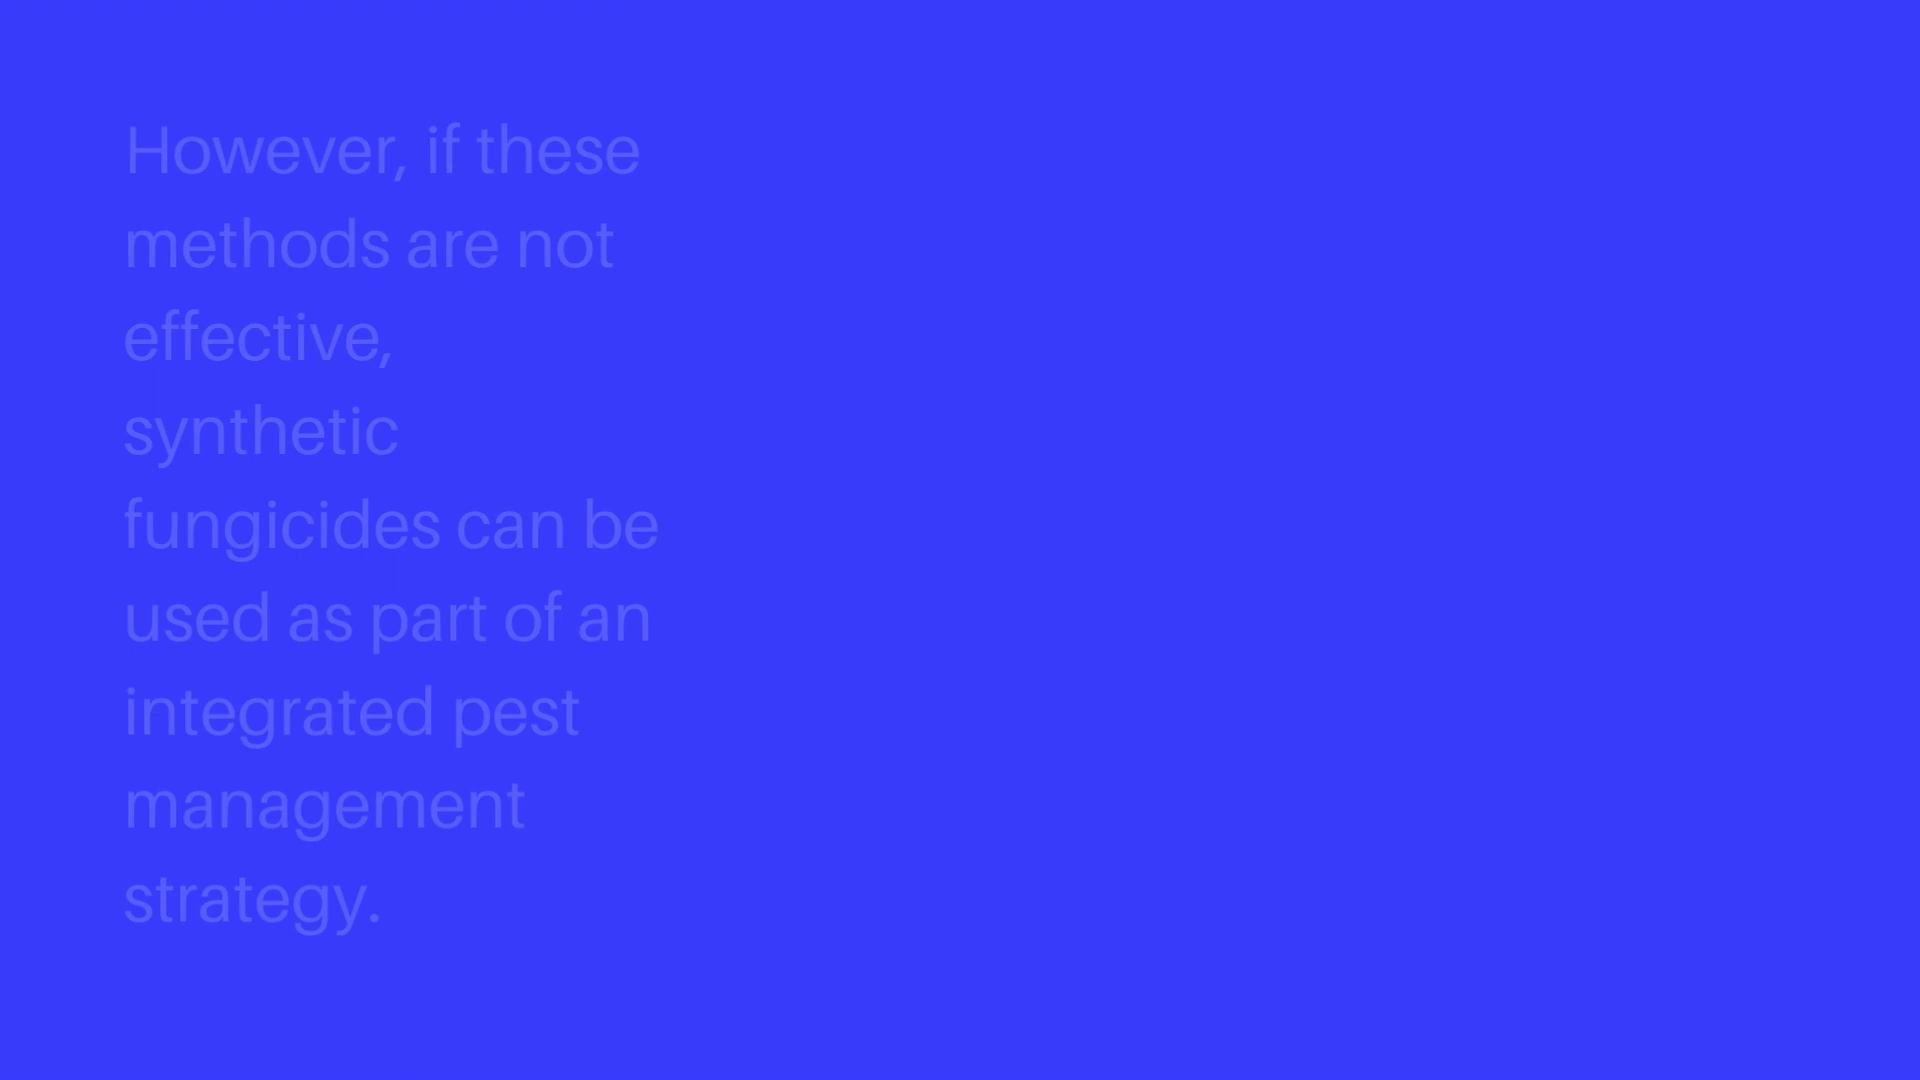 However, if these
methods are not
effective,
synthetic
fungicides can be
used as part of an
integrated pest
management
strategy.